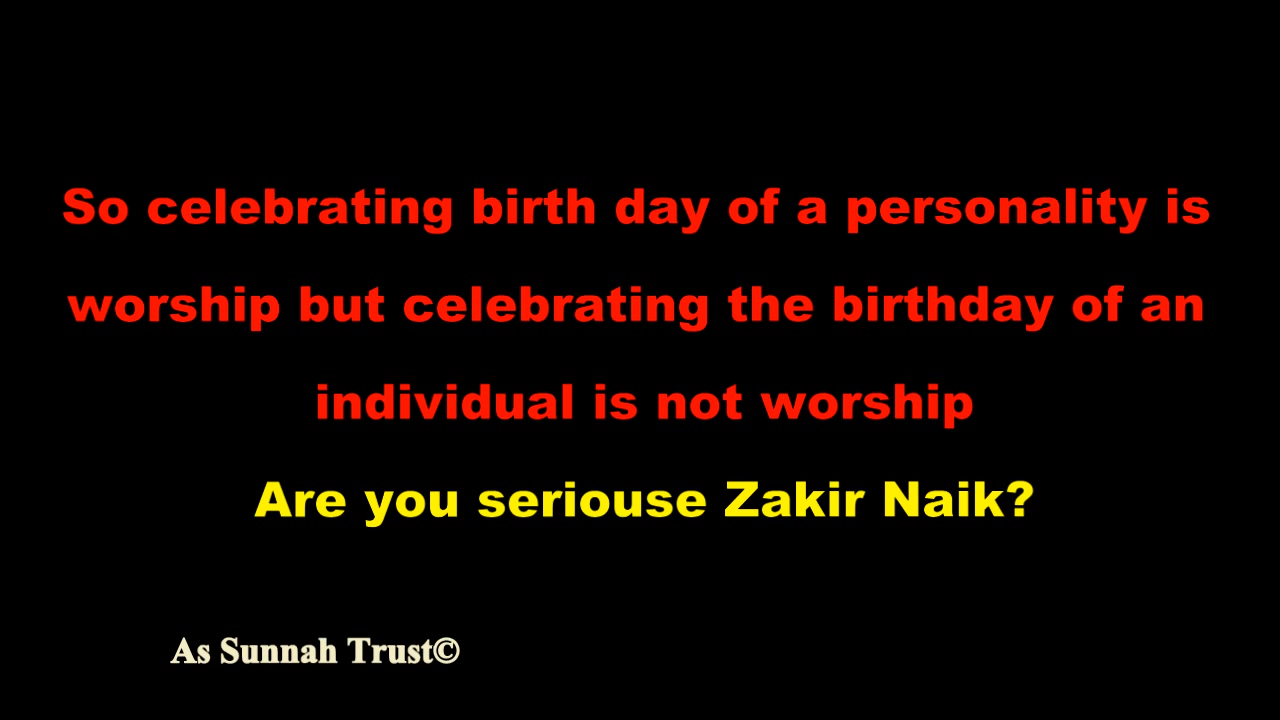 So celebrating birth day of a personality is
worship but celebrating the birthday of an
individual is not worship
Are you seriouse Zakir Naik?
As Sunnah Trust©